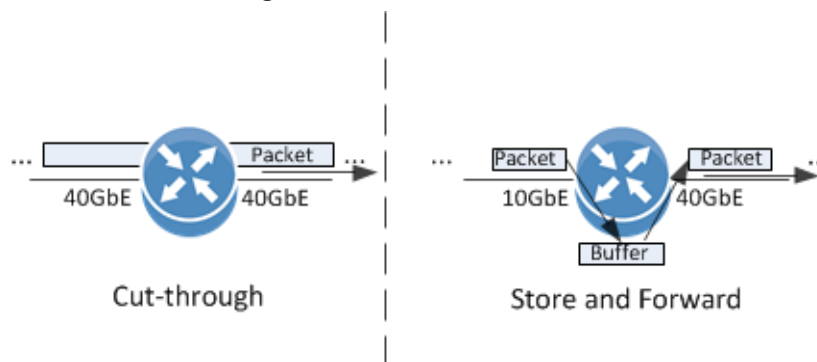 ... Packet ...
40GbE 40GbE
Cut-through
... Packet Packet ...
10GbE 40GbE
Buffer
Store and Forward